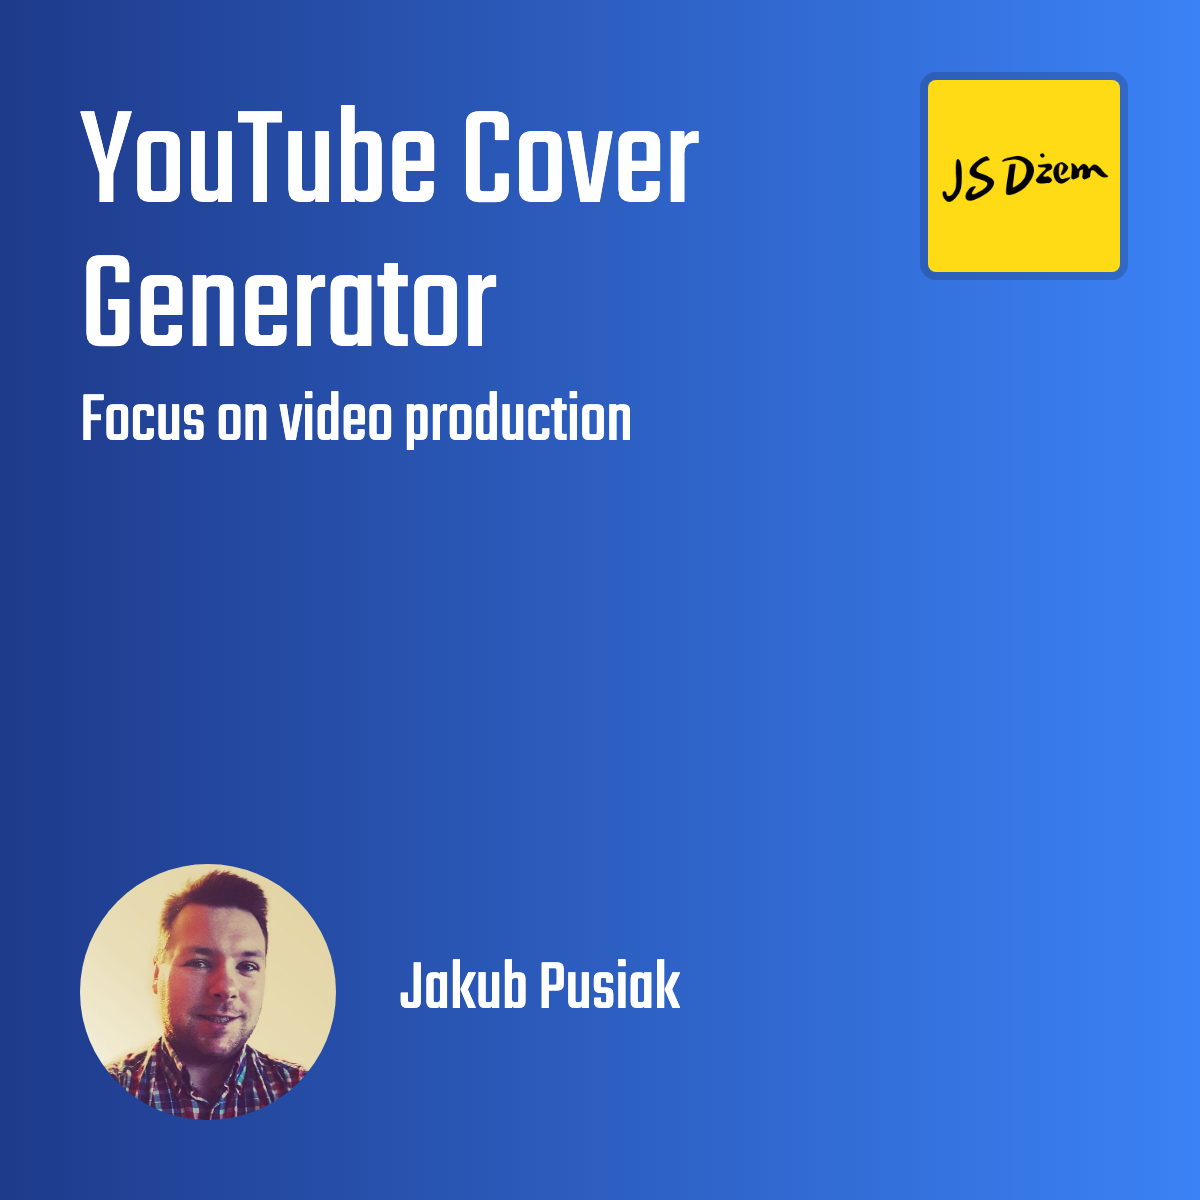 YouTube Cover
Generator
Focus on video production
JS Dżem
Jakub Pusiak